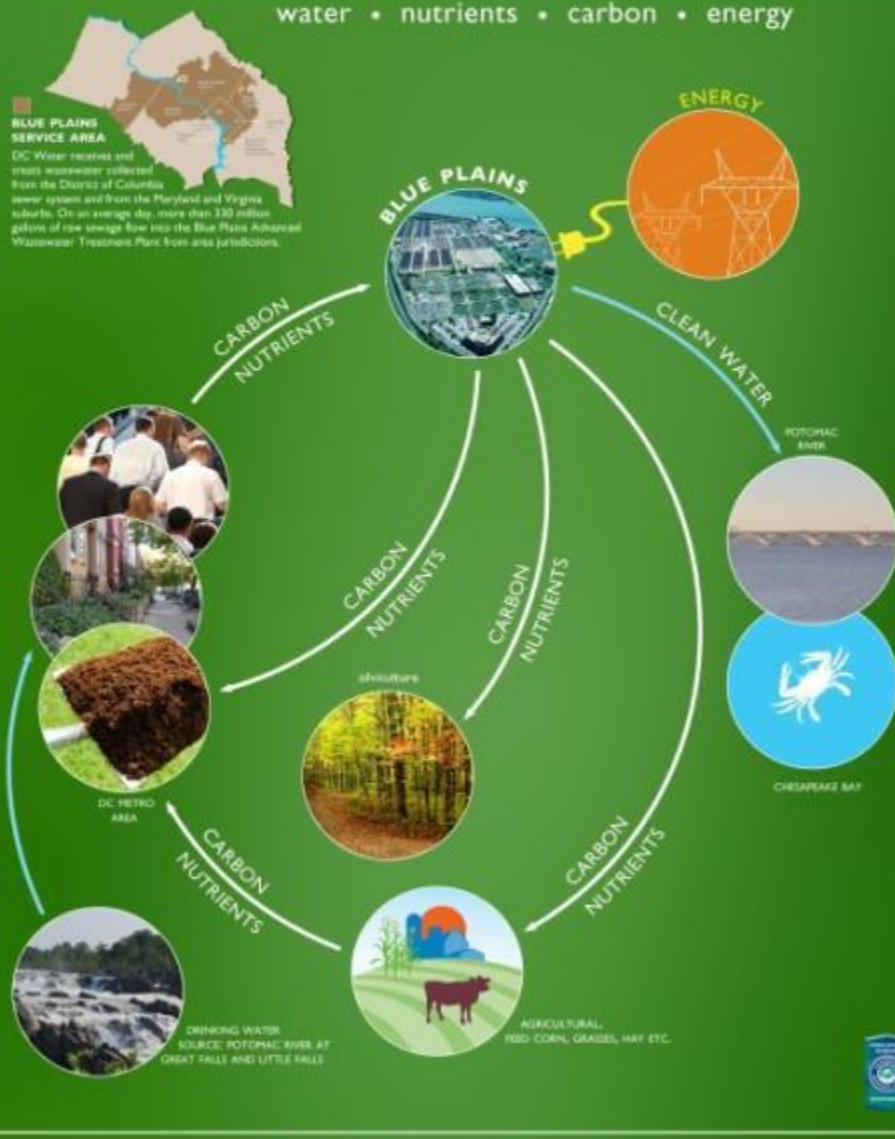 water • nutrients • carbon • energy
BLUE PLAINS
SERVICE AREA
DC Water receives and
treats wastewater collected
from the District of Columbia
sewer system and from the Maryland and Virginia
suburbs. On an average day, more than 330 million
gallons of raw sewage flow into the Blue Plains Advanced
Wastewater Treatment Plant from area jurisdictions.
ENERGY
BLUE PLAINS
CARBON
NUTRIENTS
CLEAN WATER
POTOMAC
RIVER
CARBON
NUTRIENTS
CARBON
NUTRIENTS
silviculture
CHESAPEAKE BAY
DC METRO
AREA
CARBON
NUTRIENTS
CARBON
NUTRIENTS
DRINKING WATER
SOURCE: POTOMAC RIVER AT
GREAT FALLS AND LITTLE FALLS
AGRICULTURAL,
FEED CORN, GRASSES, HAY ETC.